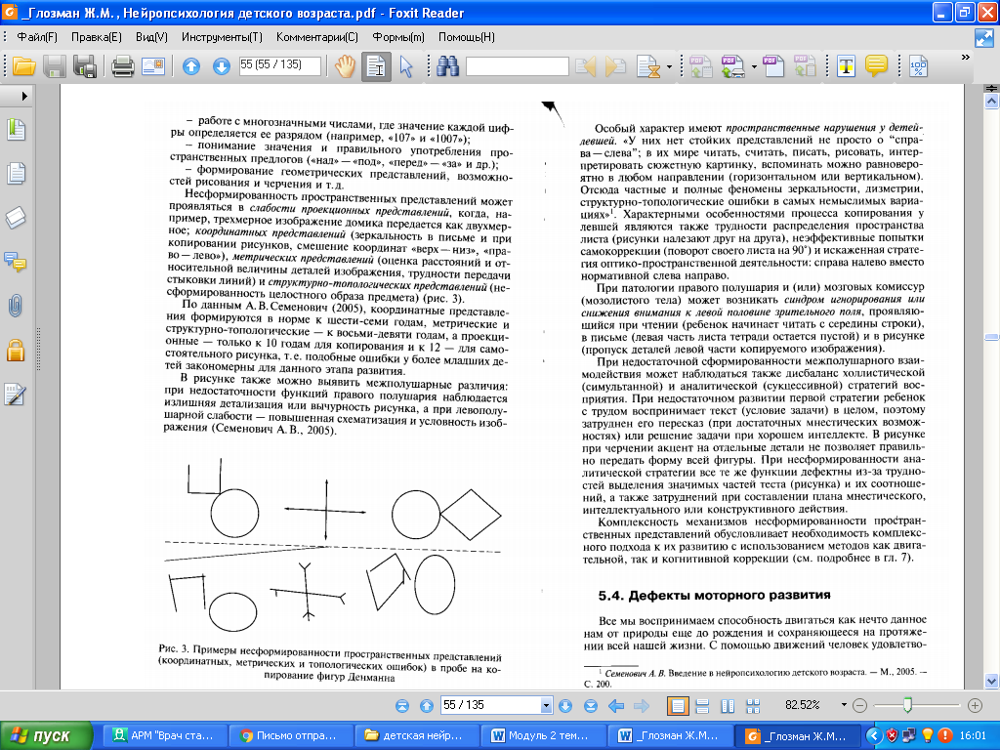 _Глозман Ж.М. , Нейропсихология детского возраста.pdf - Foxit Reader
Файл(F) Правка(E) Вид(V) Инструменты(T) Комментарии(C) Формы(m) Помощь(H)
55 (55 / 135)
– работе с многозначными числами, где значение каждой циф-
ры определяется ее разрядом (например, «107» и «1007»);
– понимание значения и правильного употребления про-
странственных предлогов («над» — «под», «перед» — «за» и др.);
– формирование геометрических представлений, возможно-
стей рисования и черчения и т. д.
Несформированность пространственных представлений может
проявляться в слабости проекционных представлений, когда, на-
пример, трехмерное изображение домика передается как двухмер-
ное; координатных представлений (зеркальность в письме и при
копировании рисунков, смешение координат «верх — низ», «пра-
во — лево»), метрических представлений (оценка расстояний и от-
носительной величины деталей изображения, трудности передачи
стыковки линий) и структурно-топологических представлений (не-
сформированность целостного образа предмета) (рис. 3).
По данным А. В. Семенович (2005), координатные представле-
ния формируются в норме к шести-семи годам, метрические и
структурно-топологические — к восьми-девяти годам, а проекци-
онные — только к 10 годам для копирования и к 12 — для само-
стоятельного рисунка, т. е. подобные ошибки у более младших де-
тей закономерны для данного этапа развития.
В рисунке также можно выявить межполушарные различия:
при недостаточности функций правого полушария наблюдается
излишняя детализация или вычурность рисунка, а при левополу-
шарной слабости — повышенная схематизация и условность изоб-
ражения (Семенович А. В., 2005).
Рис. 3. Примеры несформированности пространственных представлений
(координатных, метрических и топологических ошибок) в пробе на ко-
пирование фигур Денманна
Особый характер имеют пространственные нарушения у детей-
левшей. «У них нет стойких представлений не просто о "спра-
ва — слева"; в их мире читать, считать, писать, рисовать, интер-
претировать сюжетную картинку, вспоминать можно равноверо-
ятно в любом направлении (горизонтальном или вертикальном).
Отсюда частные и полные феномены зеркальности, дизметрии,
структурно-топологические ошибки в самых немыслимых вариа-
циях»¹. Характерными особенностями процесса копирования у
левшей являются также трудности распределения пространства
листа (рисунки налезают друг на друга), неэффективные попытки
самокоррекции (поворот своего листа на 90°) и искаженная страте-
гия оптико-пространственной деятельности: справа налево вместо
нормативной слева направо.
При патологии правого полушария и (или) мозговых комиссур
(мозолистого тела) может возникать синдром игнорирования или
снижения внимания к левой половине зрительного поля, проявляю-
щийся при чтении (ребенок начинает читать с середины строки),
в письме (левая часть листа тетради остается пустой) и в рисунке
(пропуск деталей левой части копируемого изображения).
При недостаточной сформированности межполушарного взаи-
модействия может наблюдаться также дисбаланс холлистической
(симультанной) и аналитической (сукцессивной) стратегий вос-
приятия. При недостаточном развитии первой стратегии ребенок
с трудом воспринимает текст (условие задачи) в целом, поэтому
затруднен его пересказ (при достаточных мнестических возмож-
ностях) или решение задачи при хорошем интеллекте. В рисунке
при черчении акцент на отдельные детали не позволяет правиль-
но передать форму всей фигуры. При несформированности ана-
литической стратегии все те же функции дефектны из-за трудно-
стей выделения значимых частей теста (рисунка) и их соотноше-
ний, а также затруднений при составлении плана мнестического,
интеллектуального или конструктивного действия.
Комплексность механизмов несформированности простран-
ственных представлений обусловливает необходимость комплекс-
ного подхода к их развитию с использованием методов как двига-
тельной, так и когнитивной коррекции (см. подробнее в гл. 7).
5.4. Дефекты моторного развития
Все мы воспринимаем способность двигаться как нечто данное
нам от природы еще до рождения и сохраняющееся на протяже-
нии всей нашей жизни. С помощью движений человек удовлетво-
¹ Семенович А. В. Введение в нейропсихологию детского возраста. — М., 2005. —
С. 200.
55 / 135 82.52%
пуск АРМ "Врач ста... Письмо отпра... детская нейр... Модуль 2 тем... _Глозман Ж.М... _Глозман Ж.М... 16:01